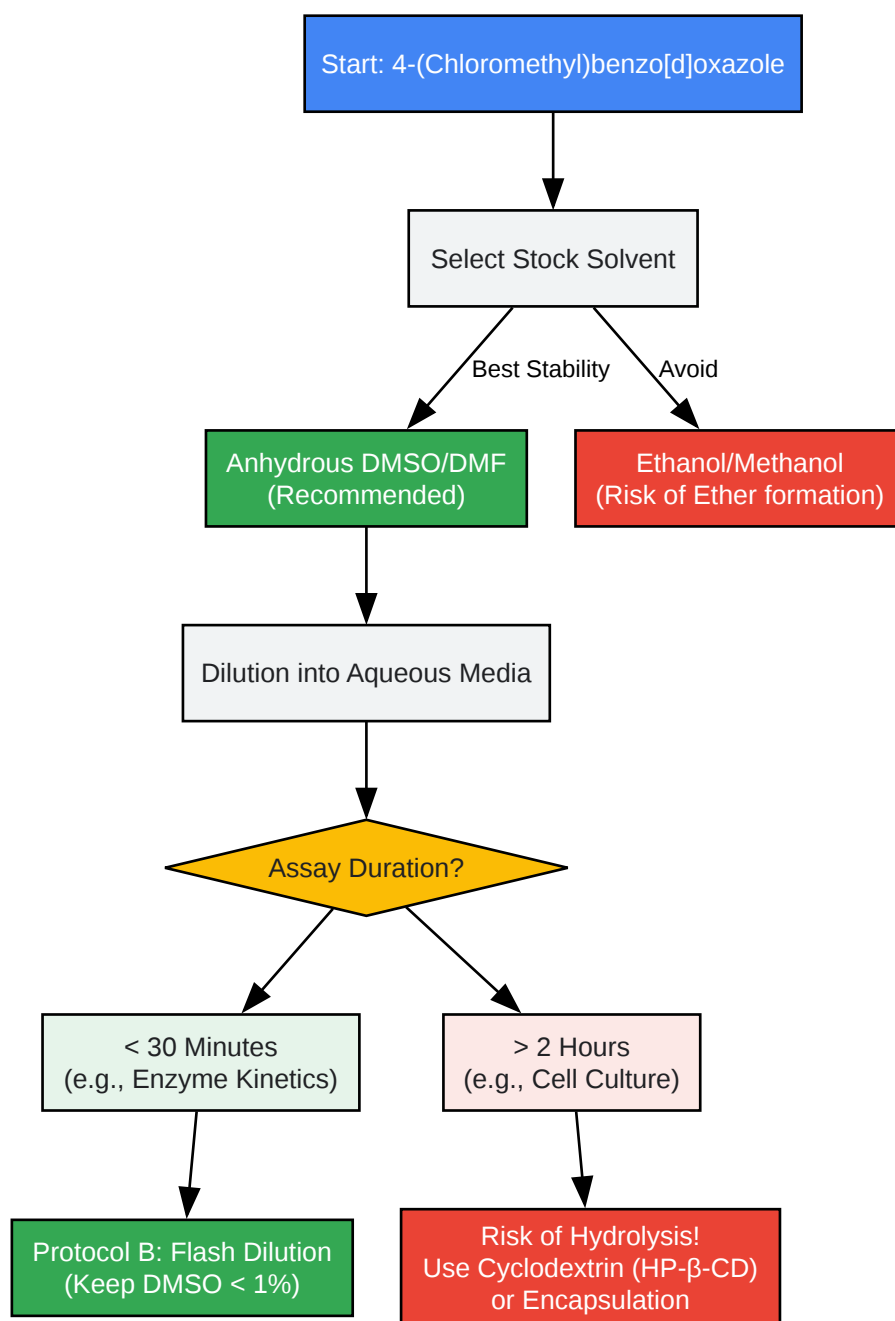 Start: 4-(Chloromethyl)benzo[d]oxazole
Select Stock Solvent
Best Stability
Avoid
Anhydrous DMSO/DMF
(Recommended)
Ethanol/Methanol
(Risk of Ether formation)
Dilution into Aqueous Media
Assay Duration?
< 30 Minutes
(e.g., Enzyme Kinetics)
> 2 Hours
(e.g., Cell Culture)
Protocol B: Flash Dilution
(Keep DMSO < 1%)
Risk of Hydrolysis!
Use Cyclodextrin (HP-β-CD)
or Encapsulation